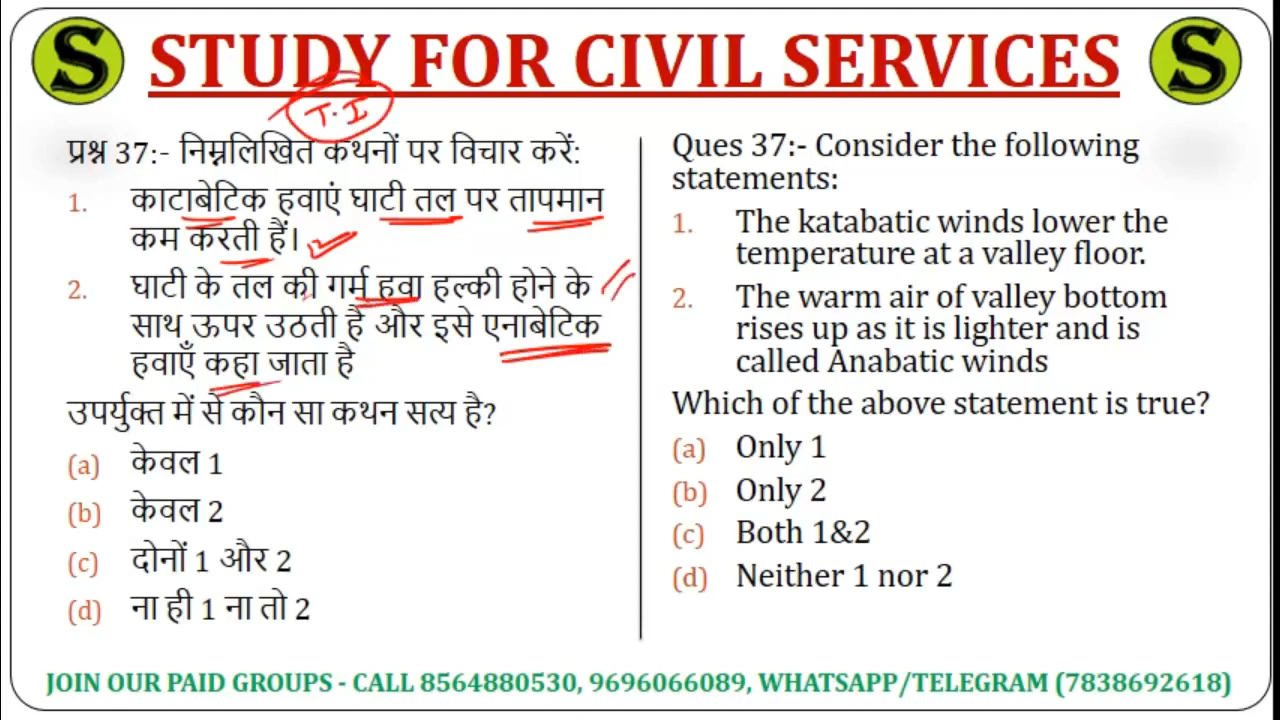 S STUDY FOR CIVIL SERVICES S
T.I
प्रश्न 37:- निम्नलिखित कथनों पर विचार करें:
1. काटाबेटिक हवाएं घाटी तल पर तापमान
कम करती हैं।
2. घाटी के तल की गर्म हवा हल्की होने के
साथ ऊपर उठती है और इसे एनाबेटिक
हवाएँ कहा जाता है
उपर्युक्त में से कौन सा कथन सत्य है?
(a) केवल 1
(b) केवल 2
(c) दोनों 1 और 2
(d) ना ही 1 ना तो 2
Ques 37:- Consider the following
statements:
1. The katabatic winds lower the
temperature at a valley floor.
2. The warm air of valley bottom
rises up as it is lighter and is
called Anabatic winds
Which of the above statement is true?
(a) Only 1
(b) Only 2
(c) Both 1&2
(d) Neither 1 nor 2
JOIN OUR PAID GROUPS - CALL 8564880530, 9696066089, WHATSAPP/TELEGRAM (7838692618)